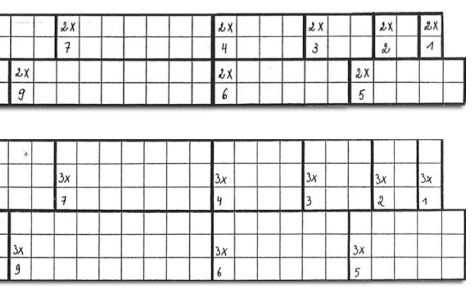 2x 2x 2x 2x 2x
7 4 3 2 1
2x 2x 2x
9 6 5
3x 3x 3x 3x 3x
7 4 3 2 1
3x 3x 3x
9 6 5